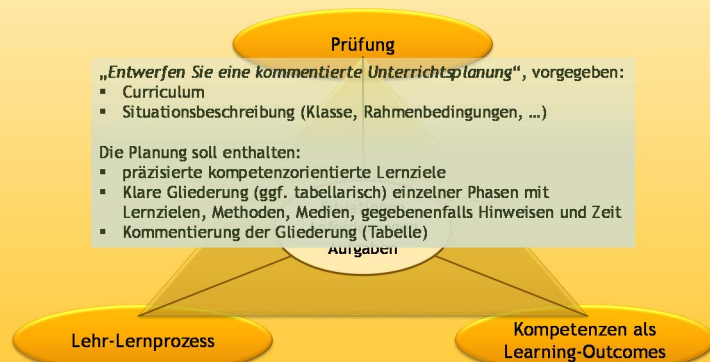 Prüfung
„Entwerfen Sie eine kommentierte Unterrichtsplanung“, vorgegeben:
▪ Curriculum
▪ Situationsbeschreibung (Klasse, Rahmenbedingungen, …)
Die Planung soll enthalten:
▪ präzisierte kompetenzorientierte Lernziele
▪ Klare Gliederung (ggf. tabellarisch) einzelner Phasen mit
Lernzielen, Methoden, Medien, gegebenenfalls Hinweisen und Zeit
▪ Kommentierung der Gliederung (Tabelle)
Aufgaben
Lehr-Lernprozess
Kompetenzen als
Learning-Outcomes